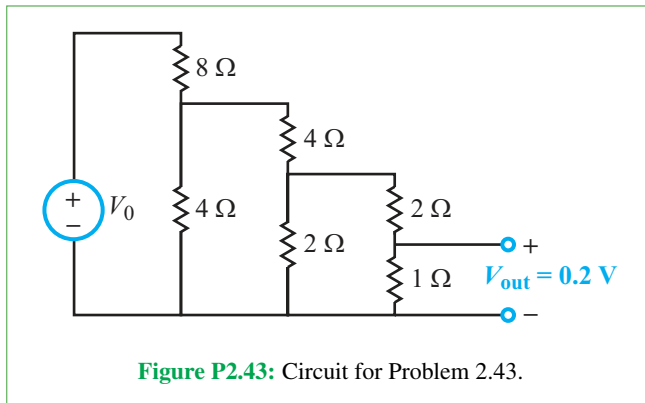 8 Ω
4 Ω
+
−
V0
4 Ω
2 Ω
2 Ω
+
1 Ω
Vout = 0.2 V
−
Figure P2.43: Circuit for Problem 2.43.